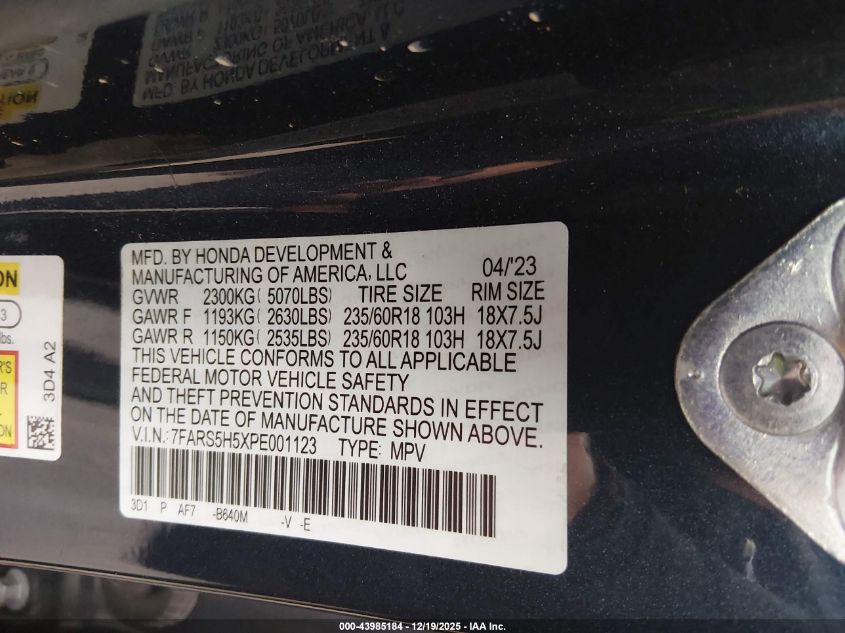 MFD. BY HONDA DEVELOPMENT &
MANUFACTURING OF AMERICA, LLC 04/'23
GVWR 2300KG( 5070LBS) TIRE SIZE RIM SIZE
GAWR F 1193KG( 2630LBS) 235/60R18 103H 18X7.5J
GAWR R 1150KG( 2535LBS) 235/60R18 103H 18X7.5J
THIS VEHICLE CONFORMS TO ALL APPLICABLE
FEDERAL MOTOR VEHICLE SAFETY
AND THEFT PREVENTION STANDARDS IN EFFECT
ON THE DATE OF MANUFACTURE SHOWN ABOVE.
V.I.N.: 7FARS5H5XPE001123 TYPE: MPV
3D1 P AF7 -B640M -V -E
3D4 A2
lbs.
000-43985184 - 12/19/2025 - IAA Inc.